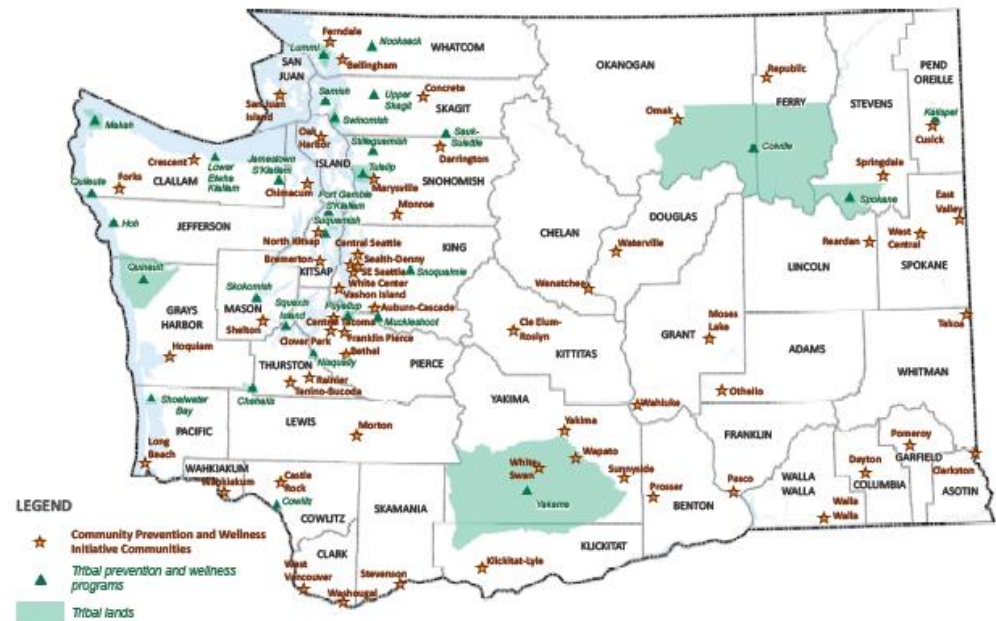 Ferndale
Nooksack
WHATCOM
Lummi
Bellingham
SAN
JUAN
San Juan
Island
Samish
Upper
Skagit
Concrete
SKAGIT
Swinomish
OKANOGAN
Republic
FERRY
STEVENS
PEND
OREILLE
Kalispel
Cusick
Omak
Colville
Springdale
Spokane
East
Valley
West
Central
SPOKANE
Reardan
LINCOLN
Makah
Oak
Harbor
ISLAND
Stillaguamish
Sauk-
Suiattle
Darrington
Crescent
CLALLAM
Lower
Elwha
Klallam
Jamestown
S'Klallam
Forks
Quileute
Chimacum
Tulalip
Marysville
SNOHOMISH
Monroe
Port Gamble
S'Klallam
Suquamish
Hoh
JEFFERSON
North Kitsap
Bremerton
KITSAP
Central Seattle
Sealth-Denny
SE Seattle
White Center
Vashon Island
KING
Snoqualmie
CHELAN
DOUGLAS
Waterville
Wenatchee
Quinault
GRAYS
HARBOR
Hoquiam
Skokomish
MASON
Shelton
Squaxin
Island
Puyallup
Auburn-Cascade
Muckleshoot
Central Tacoma
Clover Park
Franklin Pierce
Bethel
PIERCE
Nisqually
THURSTON
Rainier
Tenino-Bucoda
Chehalis
Cle Elum-
Roslyn
KITTITAS
GRANT
Moses
Lake
ADAMS
Othello
Tekoa
WHITMAN
Shoalwater
Bay
PACIFIC
Long
Beach
LEWIS
Morton
YAKIMA
Yakima
Wahluke
FRANKLIN
White
Swan
Wapato
Sunnyside
Yakama
Prosser
BENTON
Pasco
WALLA
WALLA
Walla
Walla
Dayton
COLUMBIA
Pomeroy
GARFIELD
Clarkston
ASOTIN
WAHKIAKUM
Wahkiakum
Castle
Rock
Cowlitz
COWLITZ
SKAMANIA
CLARK
West
Vancouver
Washougal
Stevenson
Klickitat-Lyle
KLICKITAT
LEGEND
Community Prevention and Wellness
Initiative Communities
Tribal prevention and wellness
programs
Tribal lands